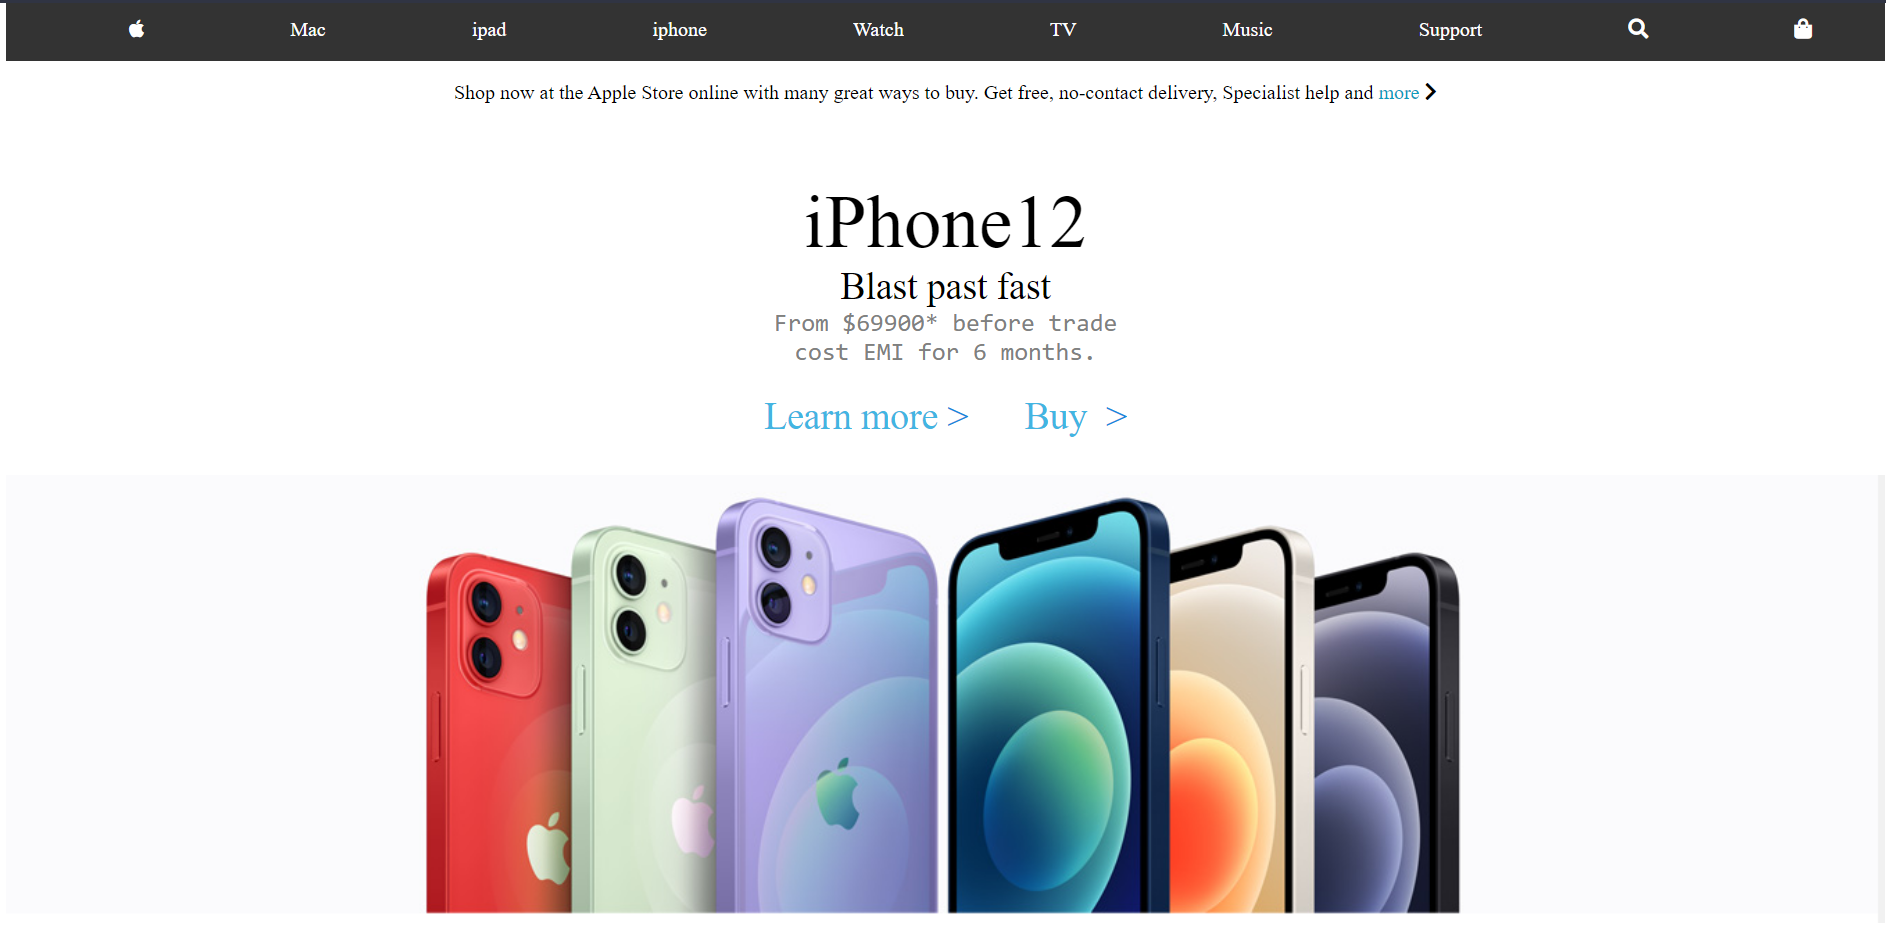 Mac ipad iphone Watch TV Music Support
Shop now at the Apple Store online with many great ways to buy. Get free, no-contact delivery, Specialist help and more
iPhone12
Blast past fast
From $69900* before trade
cost EMI for 6 months.
Learn more > Buy >